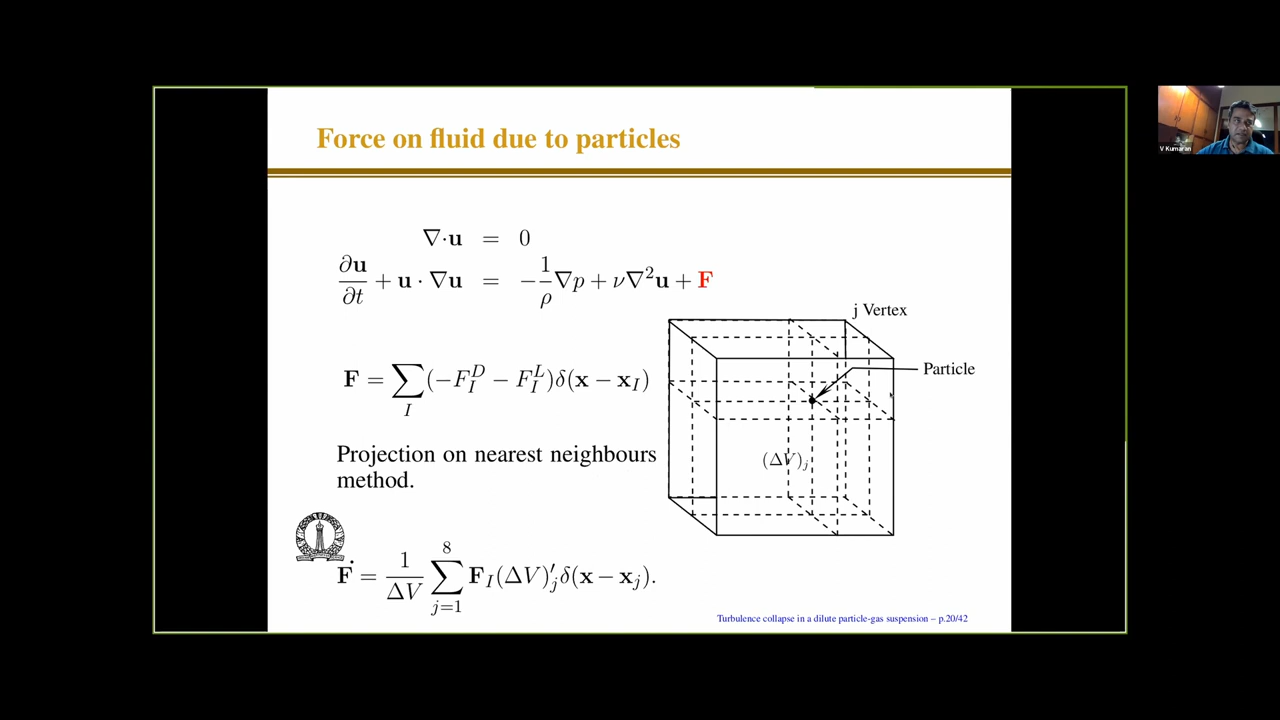 Force on fluid due to particles
∇·u = 0
∂u/∂t + u · ∇u = −1/ρ ∇p + ν∇²u + F
j Vertex
Particle
F = ∑_I (−F_I^D − F_I^L)δ(x − x_I)
(ΔV)_j
Projection on nearest neighbours
method.
F = 1/ΔV ∑_{j=1}^{8} F_I(ΔV)′_j δ(x − x_j).
Turbulence collapse in a dilute particle-gas suspension – p.20/42
V Kumaran